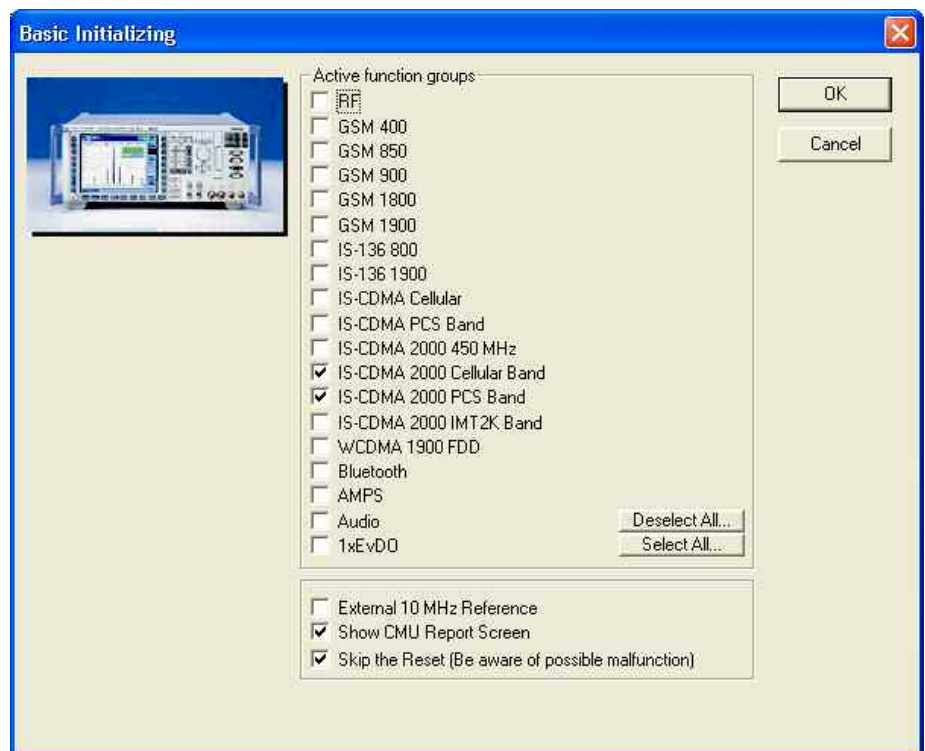 Basic Initializing
Active function groups
RF
GSM 400
GSM 850
GSM 900
GSM 1800
GSM 1900
IS-136 800
IS-136 1900
IS-CDMA Cellular
IS-CDMA PCS Band
IS-CDMA 2000 450 MHz
IS-CDMA 2000 Cellular Band
IS-CDMA 2000 PCS Band
IS-CDMA 2000 IMT2K Band
WCDMA 1900 FDD
Bluetooth
AMPS
Audio
1xEvDO
Deselect All...
Select All...
OK
Cancel
External 10 MHz Reference
Show CMU Report Screen
Skip the Reset (Be aware of possible malfunction)